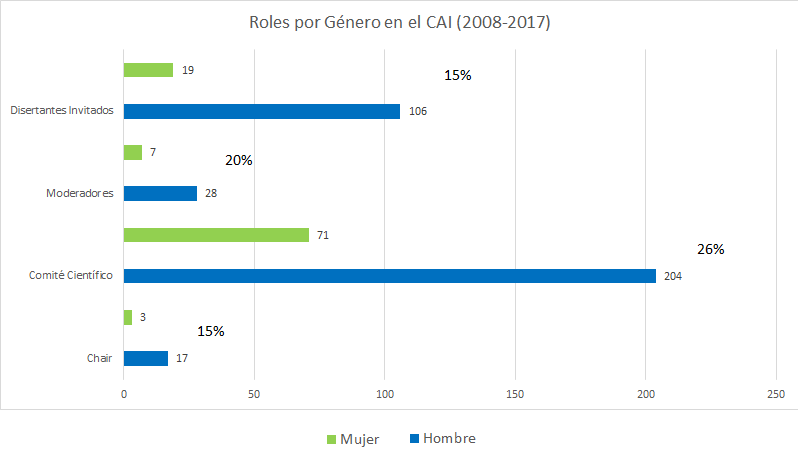 Roles por Género en el CAI (2008-2017)
19
15%
Disertantes Invitados
106
7
20%
Moderadores
28
71
26%
Comité Científico
204
3
15%
Chair
17
0 50 100 150 200 250
Mujer Hombre